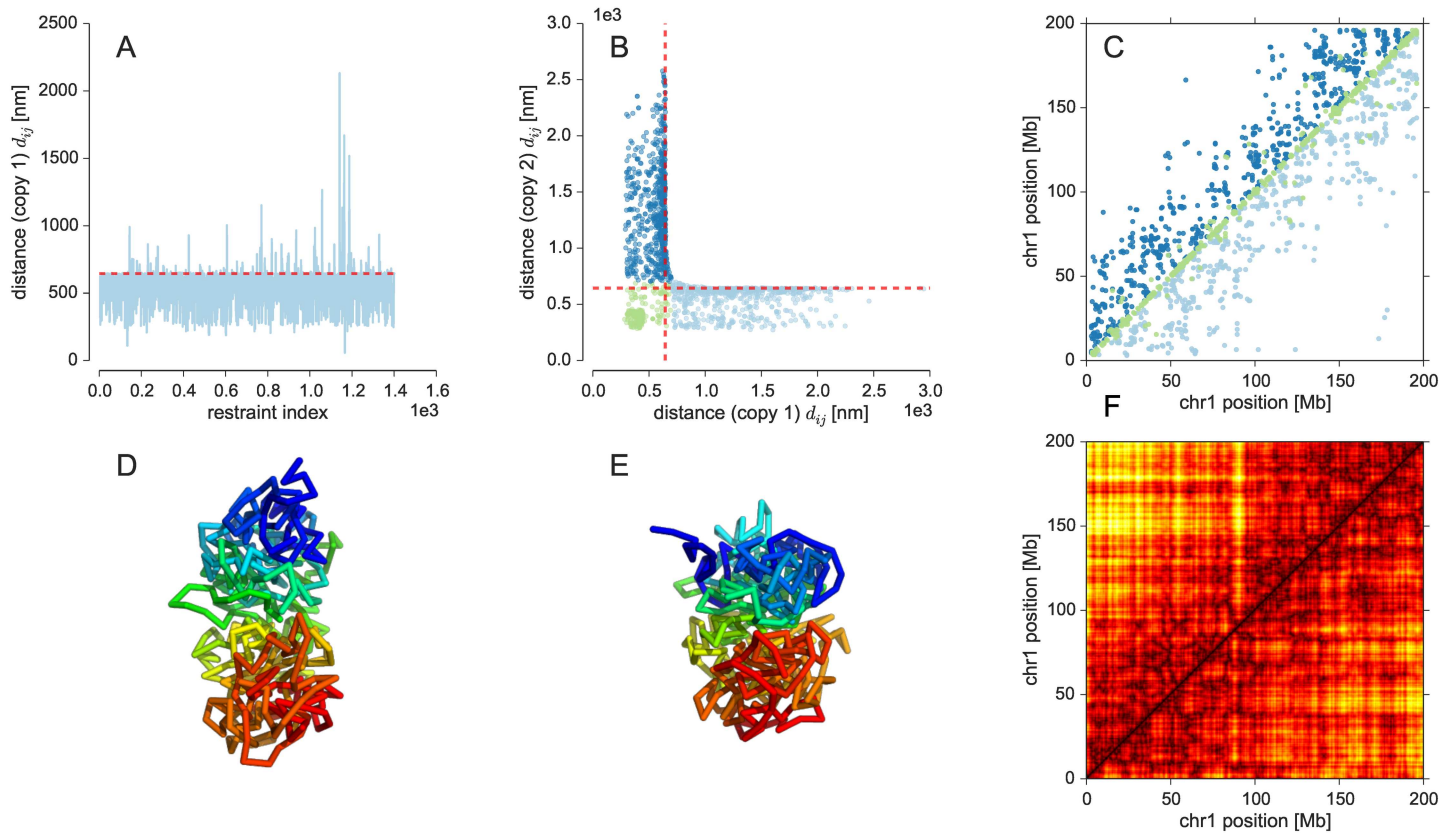 A
2500
2000
1500
1000
500
0
distance (copy 1) d_ij [nm]
0.0 0.2 0.4 0.6 0.8 1.0 1.2 1.4 1.6
restraint index 1e3
B
1e3
3.0
2.5
2.0
1.5
1.0
0.5
0.0
distance (copy 2) d_ij [nm]
0.0 0.5 1.0 1.5 2.0 2.5 3.0
distance (copy 1) d_ij [nm] 1e3
C
200
150
100
50
0
chr1 position [Mb]
0 50 100 150 200
chr1 position [Mb]
D
E
F
200
150
100
50
0
chr1 position [Mb]
0 50 100 150 200
chr1 position [Mb]